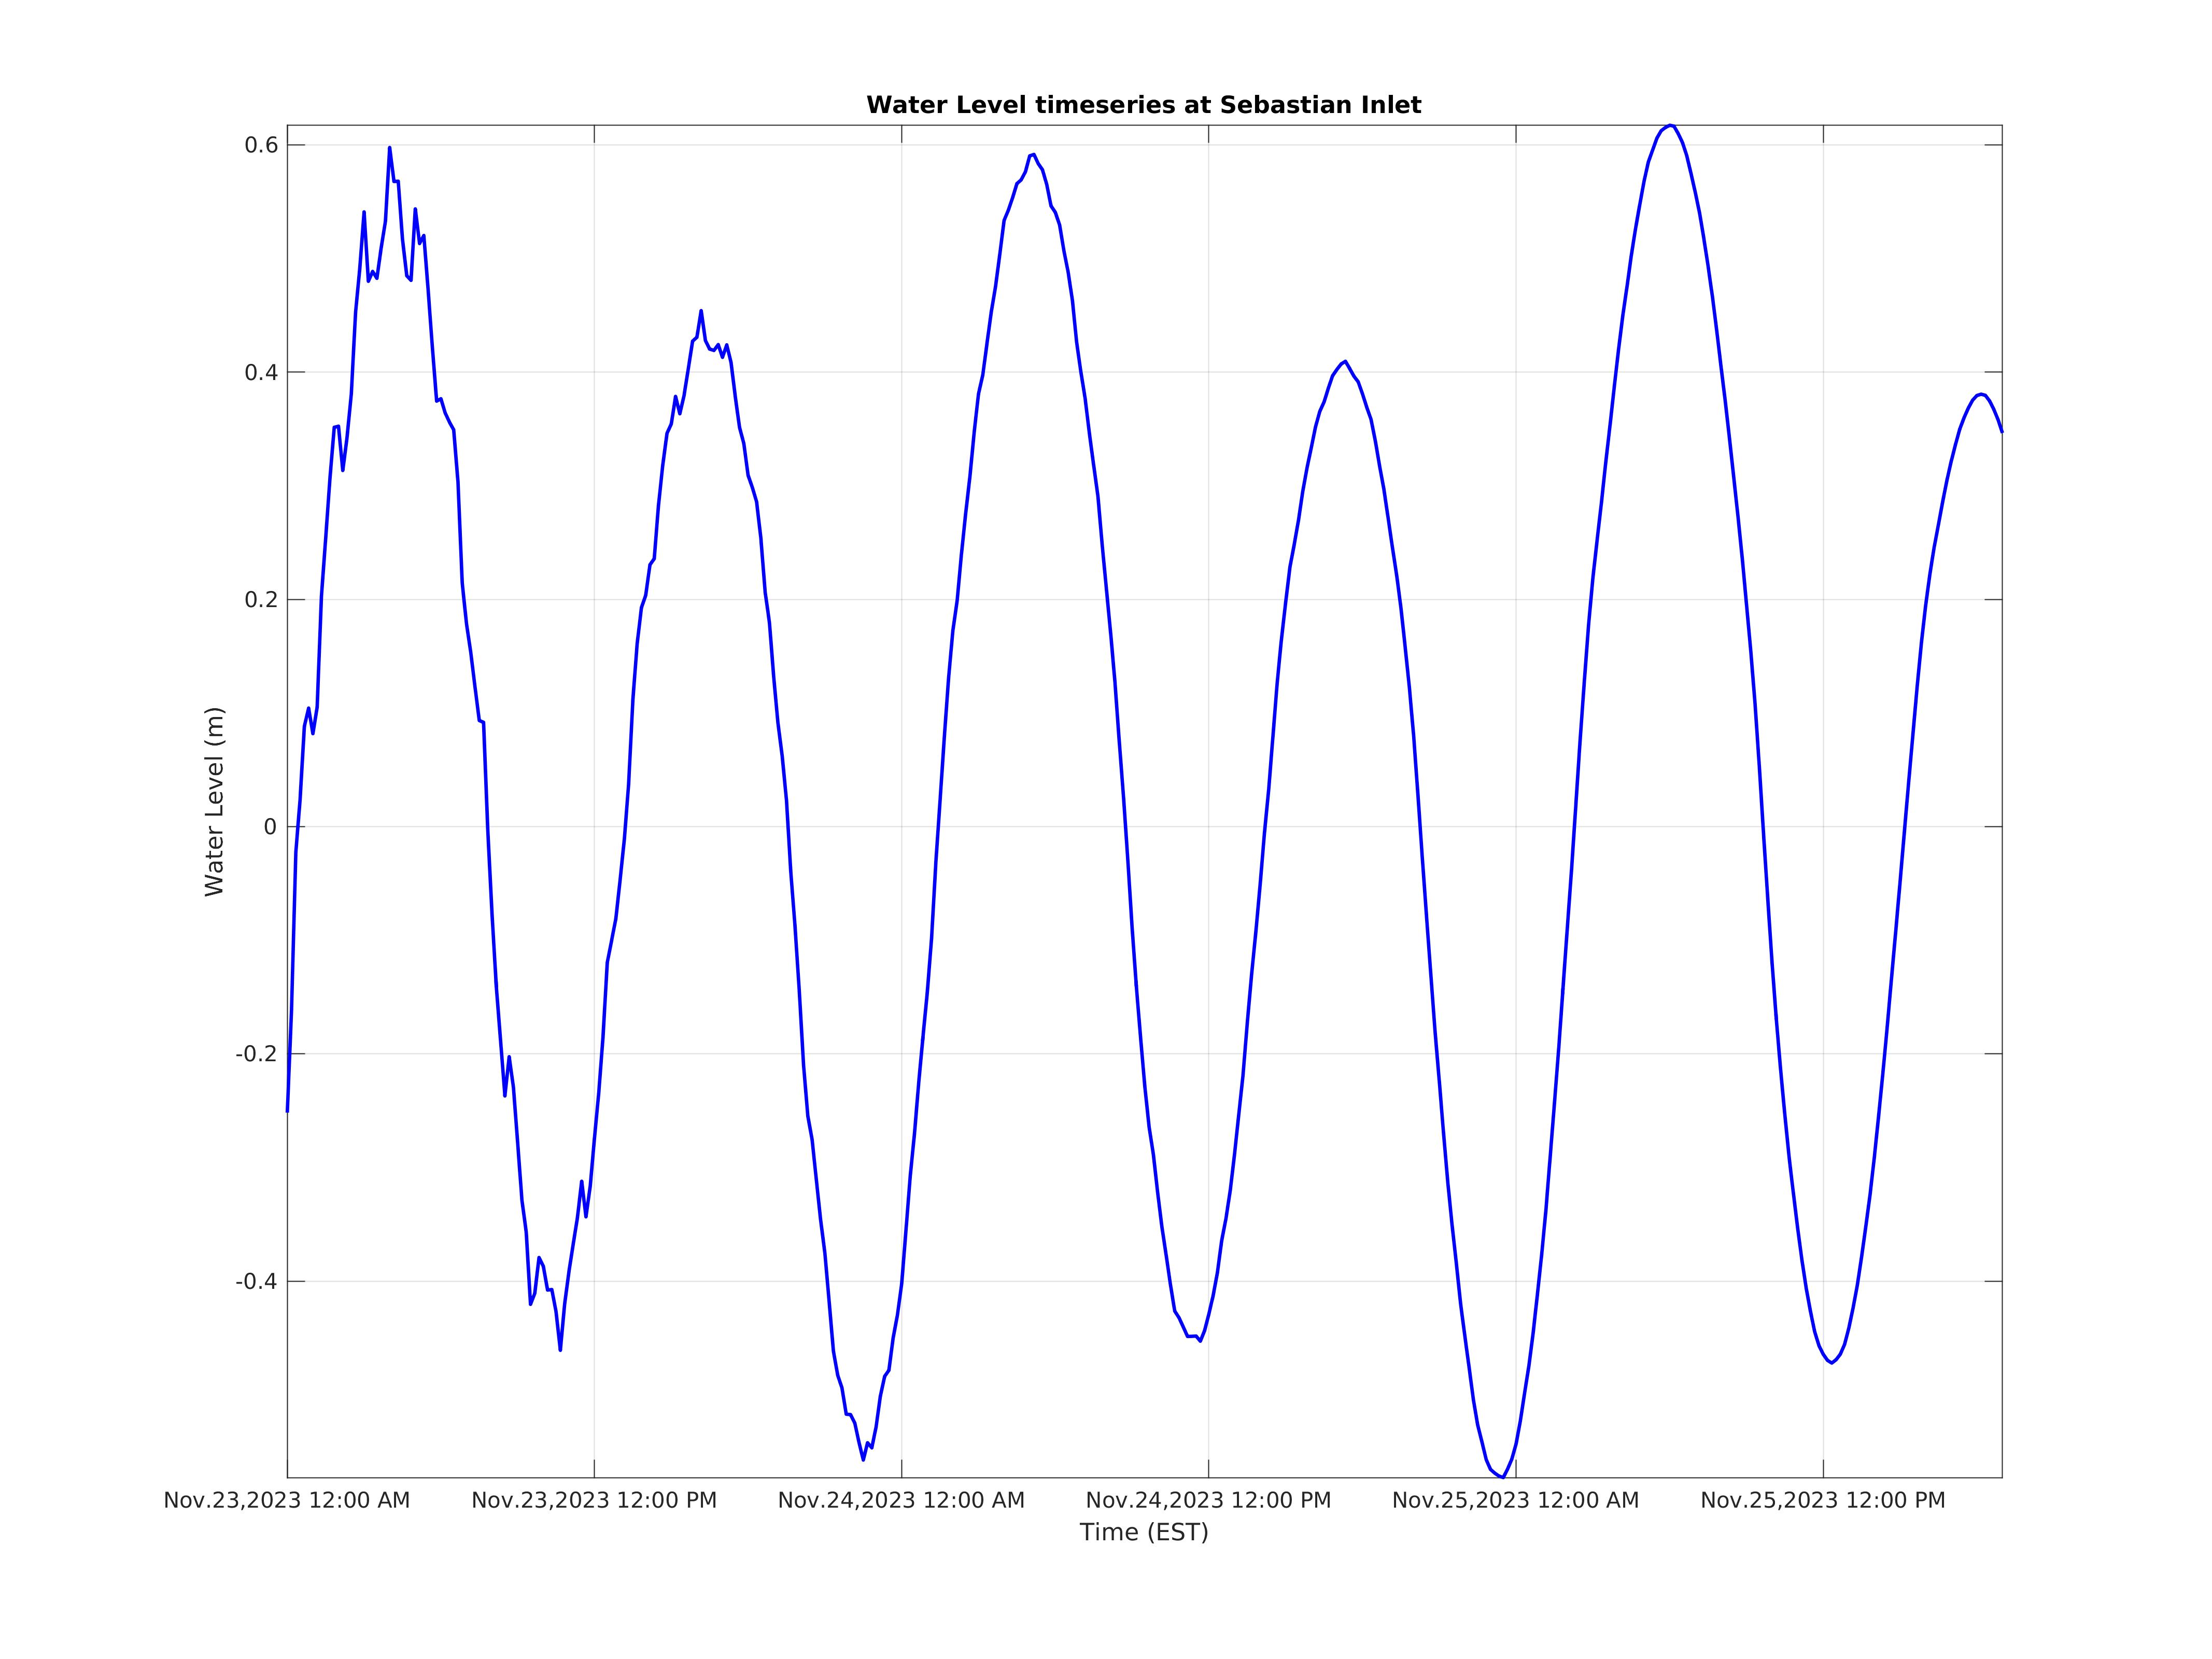 Water Level timeseries at Sebastian Inlet
0.6
0.4
0.2
0
-0.2
-0.4
Water Level (m)
Nov.23,2023 12:00 AM Nov.23,2023 12:00 PM Nov.24,2023 12:00 AM Nov.24,2023 12:00 PM Nov.25,2023 12:00 AM Nov.25,2023 12:00 PM
Time (EST)